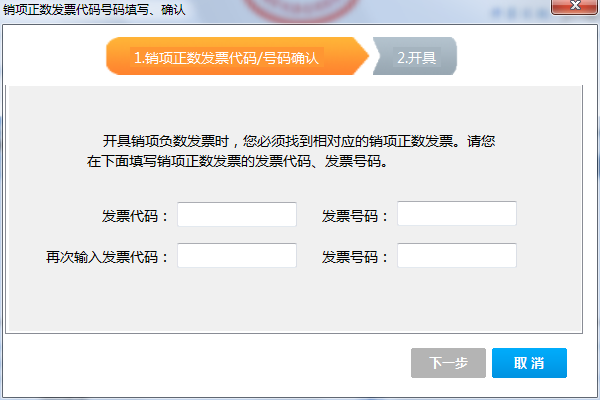 销项正数发票代码号码填写、确认
1.销项正数发票代码/号码确认
2.开具
开具销项负数发票时，您必须找到相对应的销项正数发票。请您
在下面填写销项正数发票的发票代码、发票号码。
发票代码： 发票号码：
再次输入发票代码： 发票号码：
下一步 取消